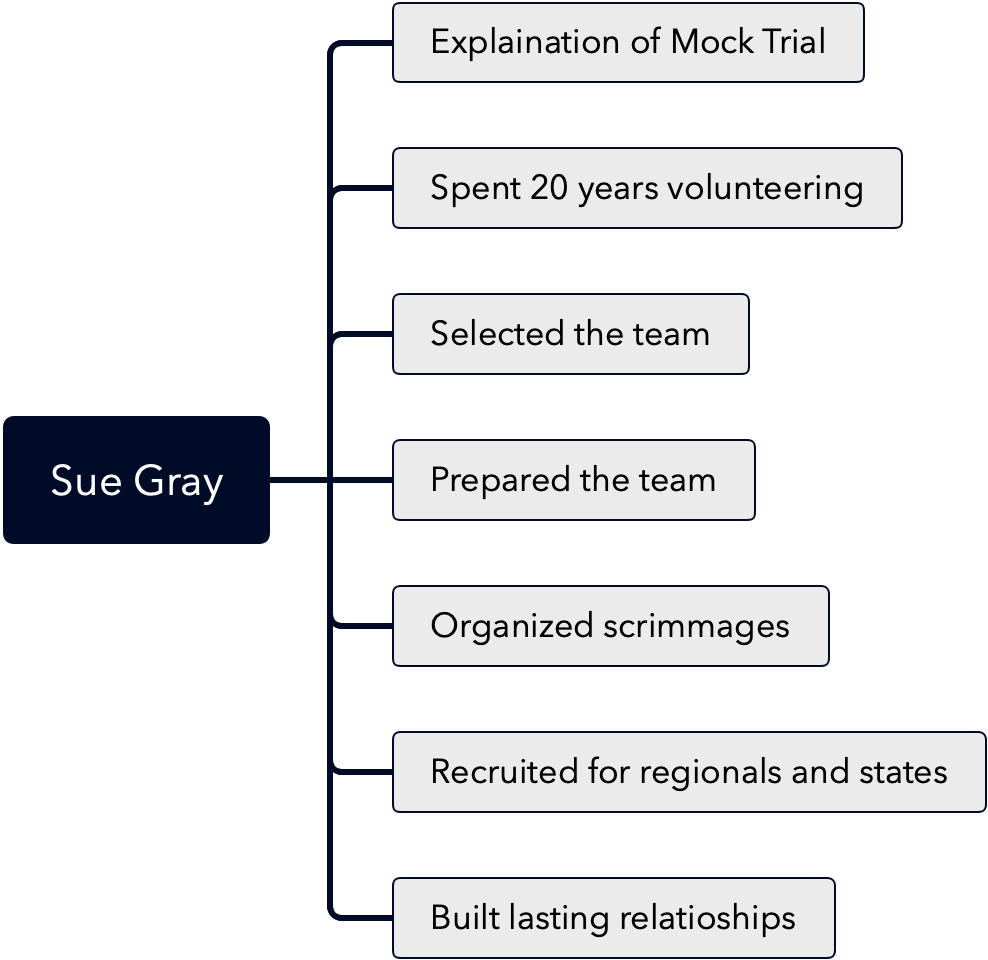 Explaination of Mock Trial
Spent 20 years volunteering
Selected the team
Sue Gray
Prepared the team
Organized scrimmages
Recruited for regionals and states
Built lasting relatioships